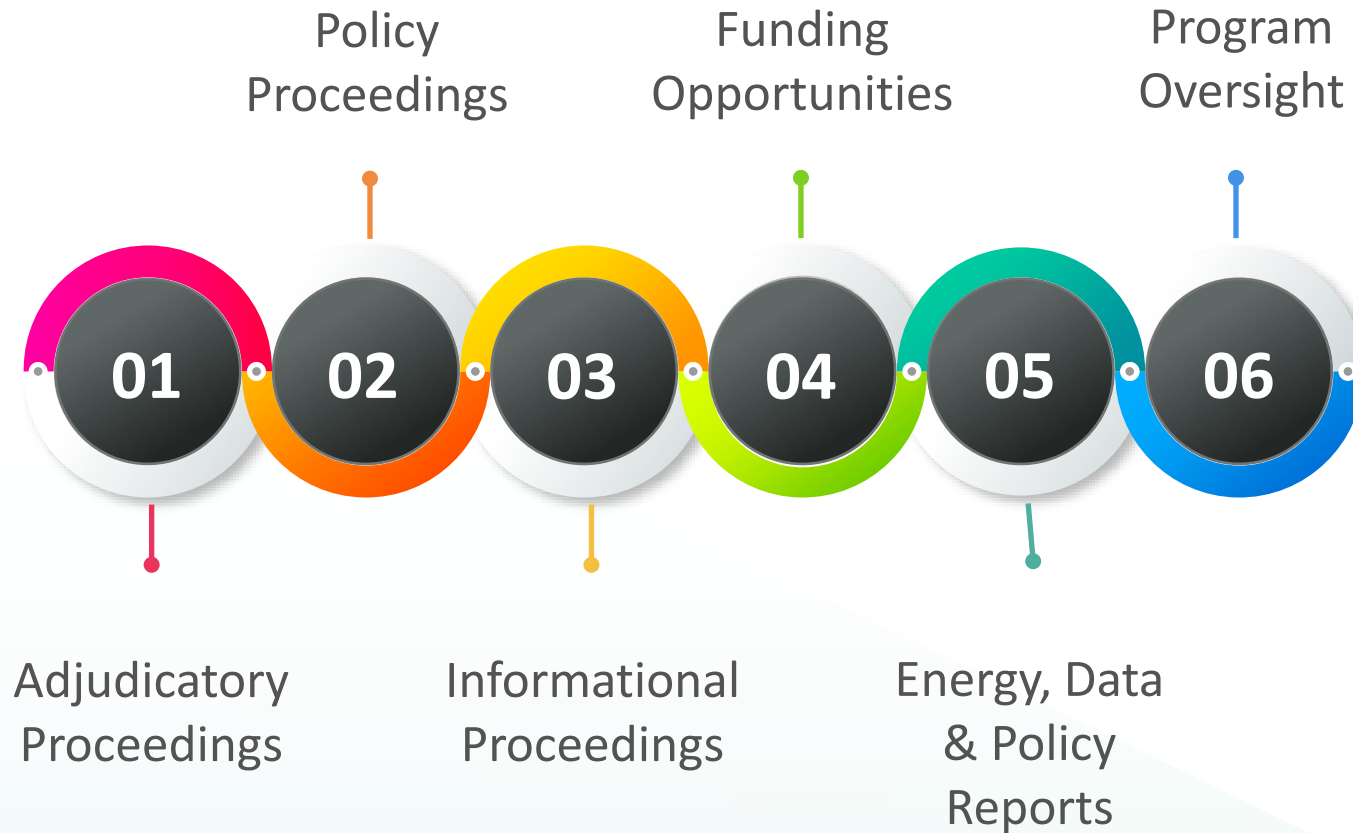 Policy
Proceedings
Funding
Opportunities
Program
Oversight
01
02
03
04
05
06
Adjudicatory
Proceedings
Informational
Proceedings
Energy, Data
& Policy
Reports